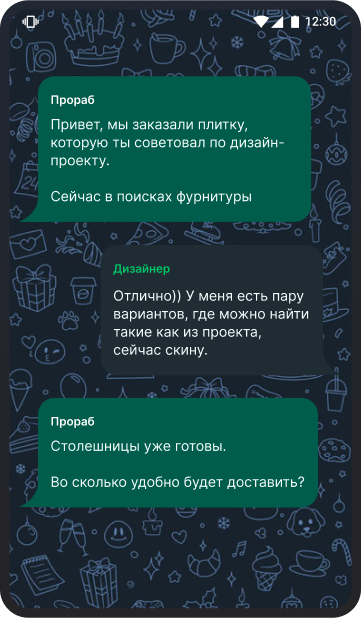 12:30
Прораб
Привет, мы заказали плитку,
которую ты советовал по дизайн-
проекту.
Сейчас в поисках фурнитуры
Дизайнер
Отлично)) У меня есть пару
вариантов, где можно найти
такие как из проекта,
сейчас скину.
Прораб
Столешницы уже готовы.
Во сколько удобно будет доставить?